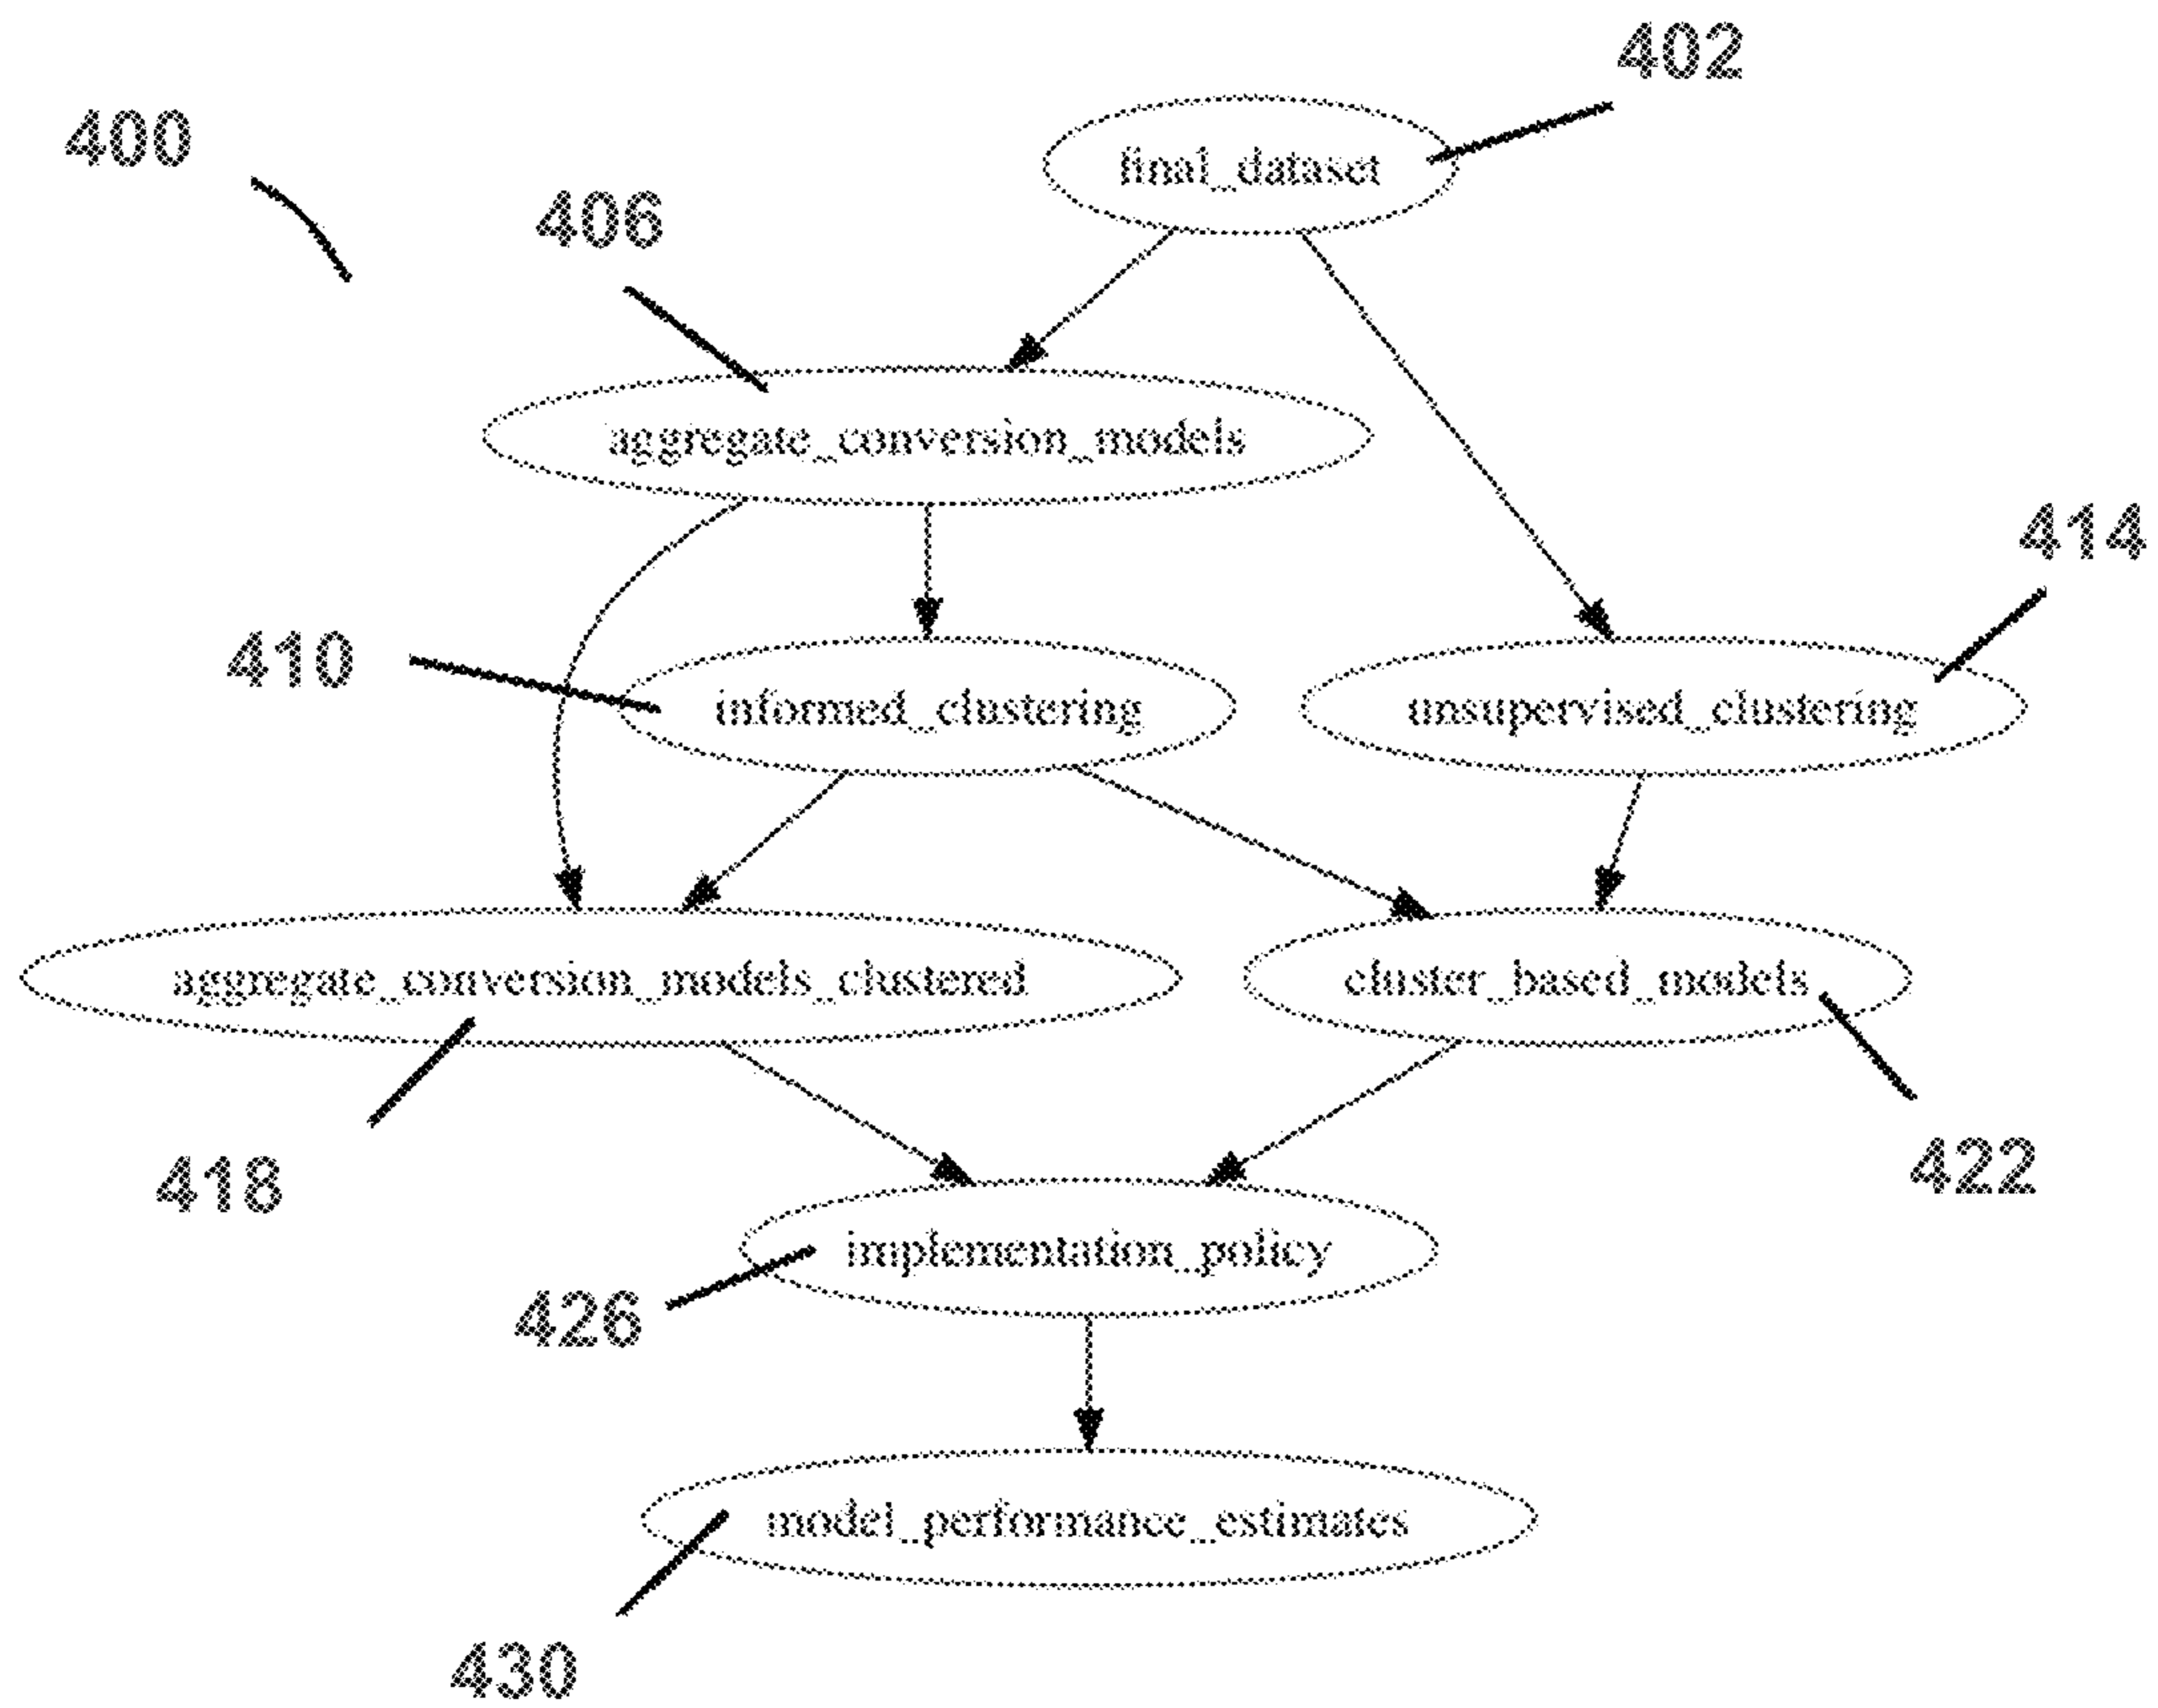 402
400
final_dataset
406
aggregate_conversion_models
414
410
informed_clustering
unsupervised_clustering
aggregate_conversion_models_clustered
cluster_based_models
418
422
implementation_policy
426
model_performance_estimates
430